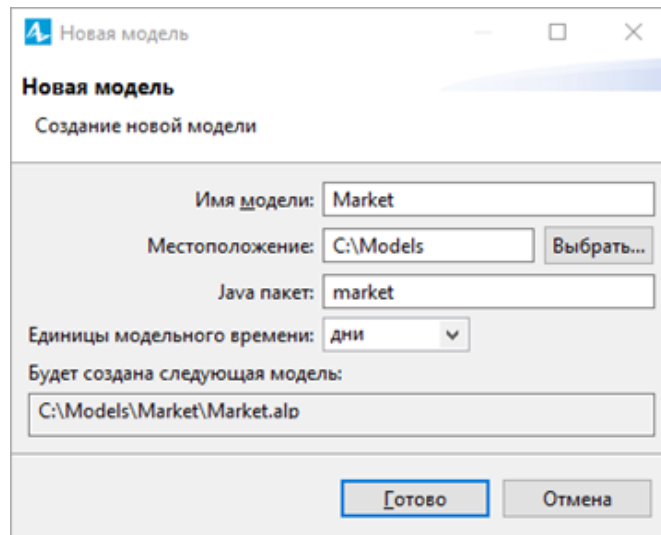 Новая модель
Новая модель
Создание новой модели
Имя модели: Market
Местоположение: C:\Models Выбрать...
Java пакет: market
Единицы модельного времени: дни
Будет создана следующая модель:
C:\Models\Market\Market.alp
Готово Отмена